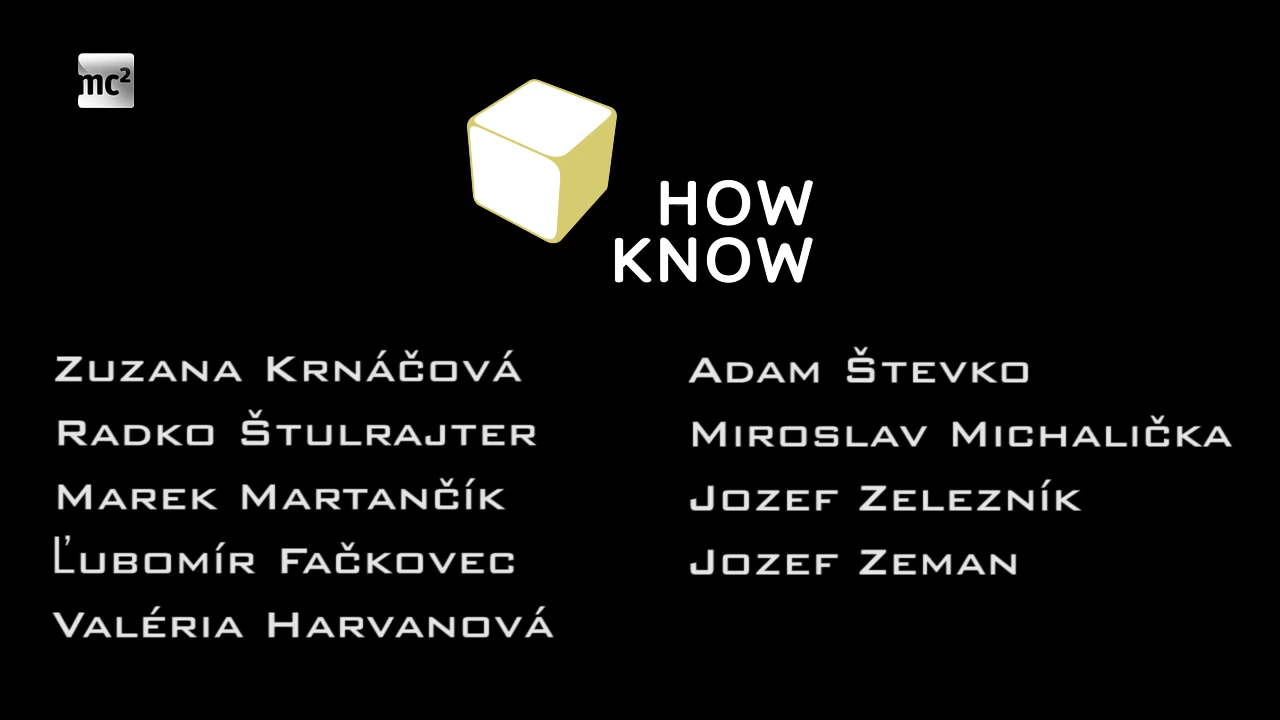 mc²
HOW
KNOW
Zuzana Krnáčová
Radko Štulrajter
Marek Martančík
Ľubomír Fačkovec
Valéria Harvanová
Adam Števko
Miroslav Michalička
Jozef Zelezník
Jozef Zeman